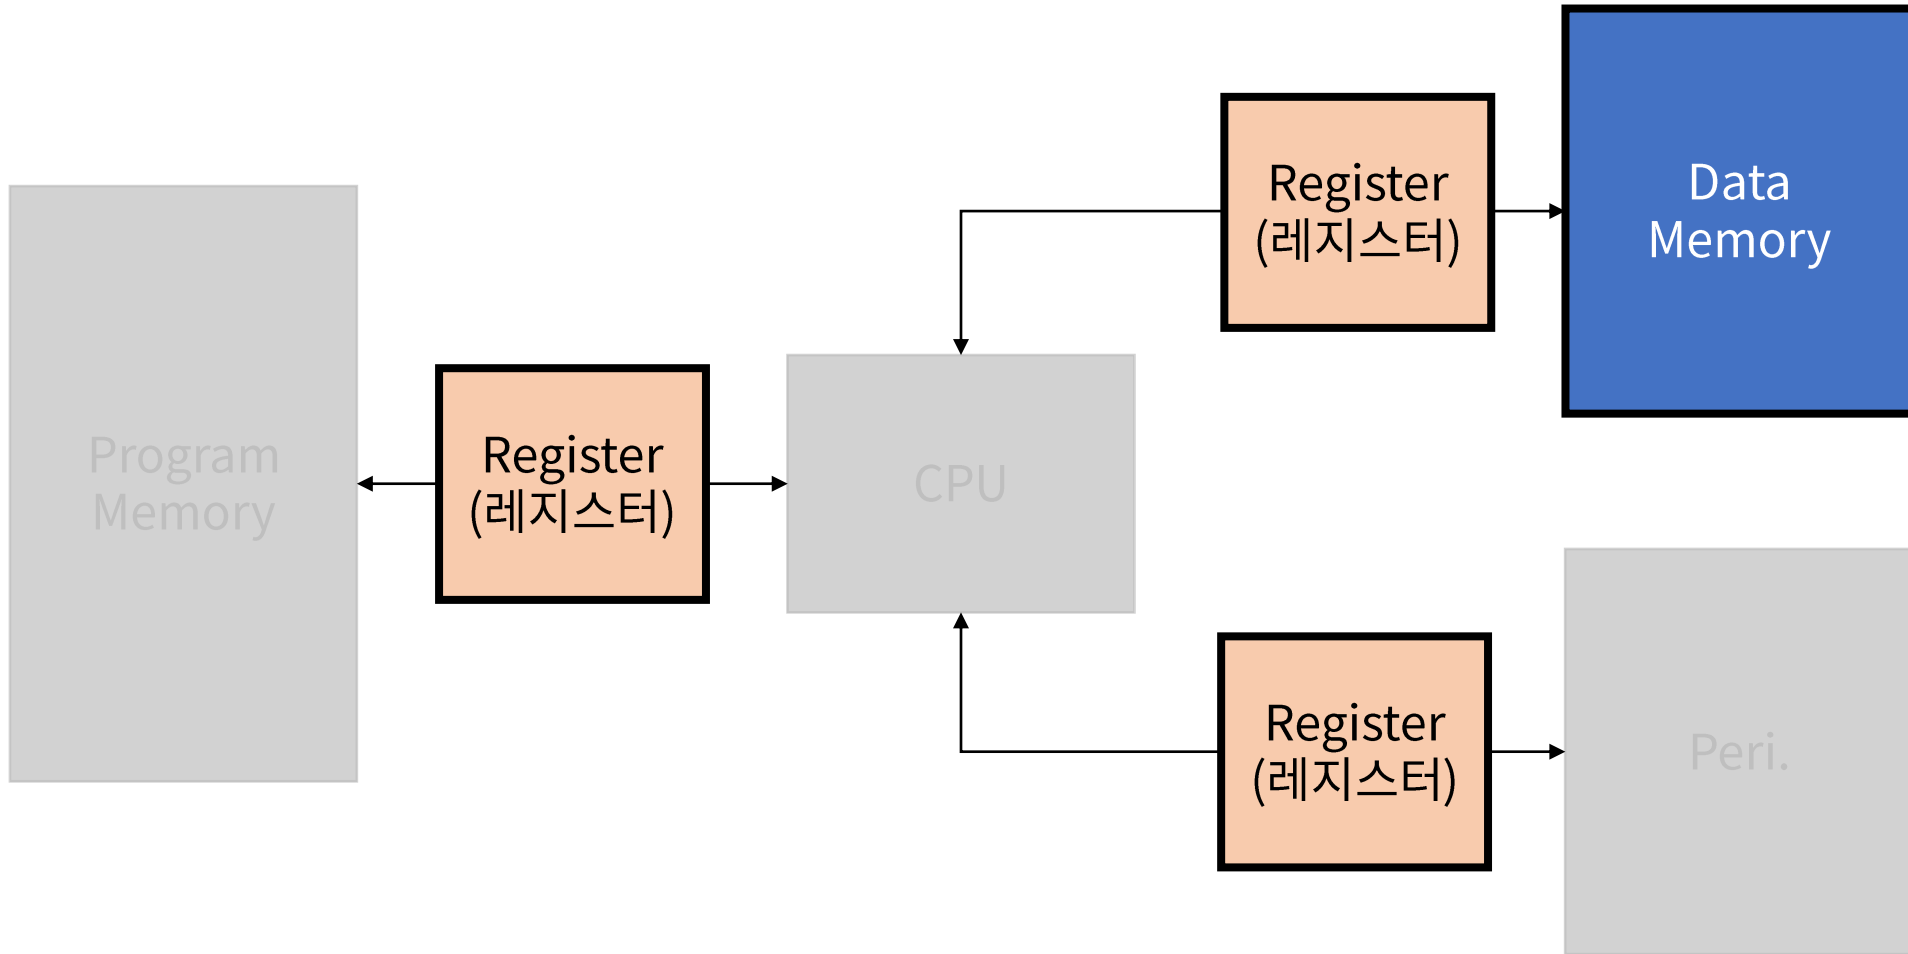 Program
Memory
Register
(레지스터)
CPU
Register
(레지스터)
Data
Memory
Register
(레지스터)
Peri.